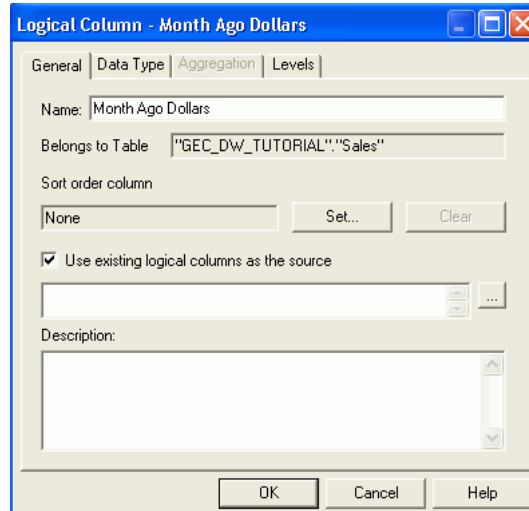 Logical Column - Month Ago Dollars
General Data Type Aggregation Levels
Name: Month Ago Dollars
Belongs to Table "GEC_DW_TUTORIAL"."Sales"
Sort order column
None Set... Clear
Use existing logical columns as the source
...
Description:
OK Cancel Help